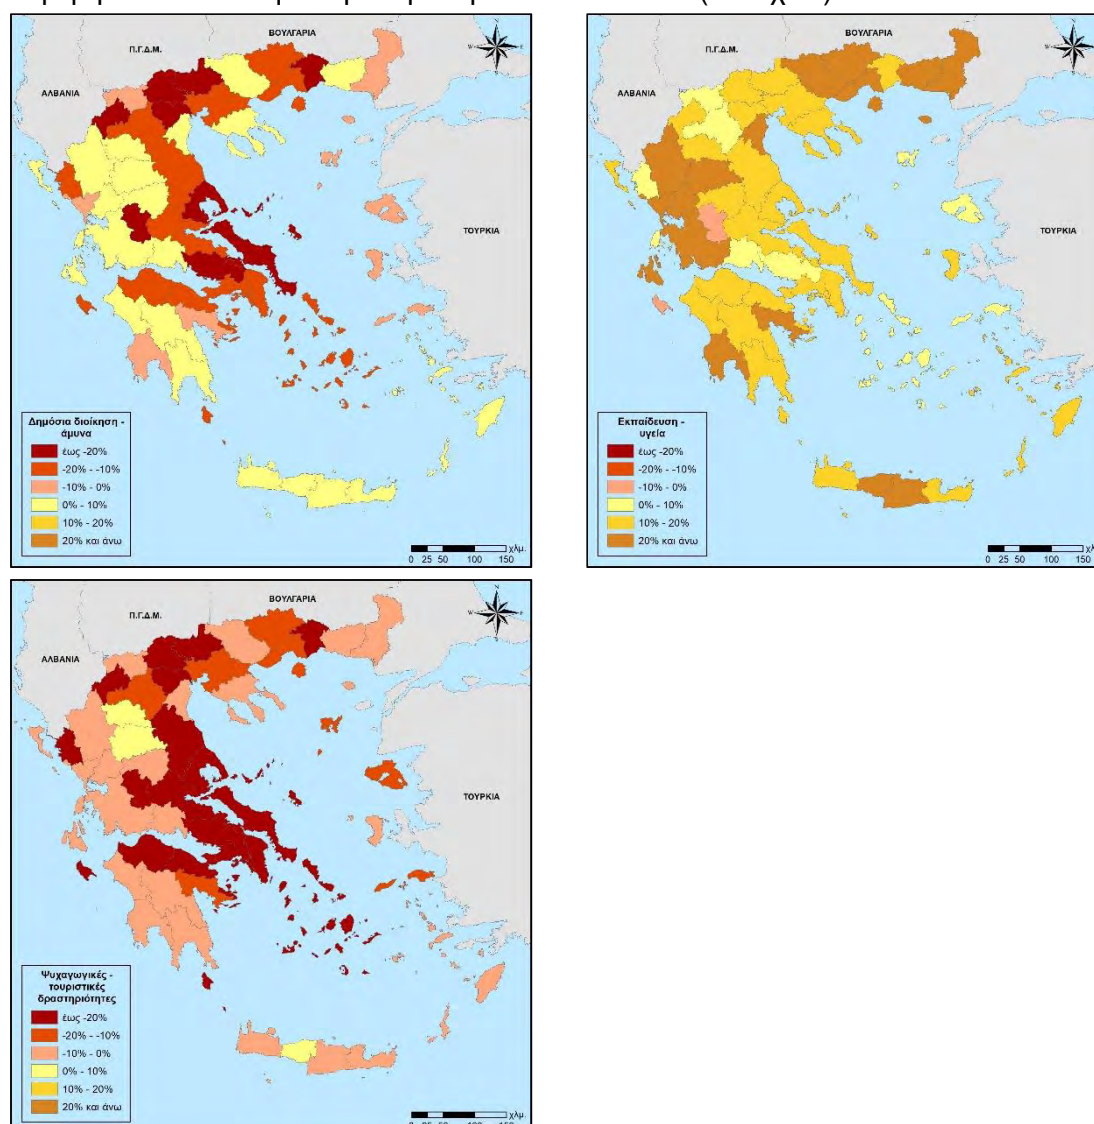 ΒΟΥΛΓΑΡΙΑ
Π.Γ.Δ.Μ.
ΑΛΒΑΝΙΑ
ΤΟΥΡΚΙΑ
Δημόσια διοίκηση -
άμυνα
έως -20%
-20% - -10%
-10% - 0%
0% - 10%
10% - 20%
20% και άνω
χλμ.
0 25 50 100 150
ΒΟΥΛΓΑΡΙΑ
Π.Γ.Δ.Μ.
ΑΛΒΑΝΙΑ
ΤΟΥΡΚΙΑ
Εκπαίδευση -
υγεία
έως -20%
-20% - -10%
-10% - 0%
0% - 10%
10% - 20%
20% και άνω
0 25 50 100 150
ΒΟΥΛΓΑΡΙΑ
Π.Γ.Δ.Μ.
ΑΛΒΑΝΙΑ
ΤΟΥΡΚΙΑ
Ψυχαγωγικές -
τουριστικές
δραστηριότητες
έως -20%
-20% - -10%
-10% - 0%
0% - 10%
10% - 20%
20% και άνω
χλμ.